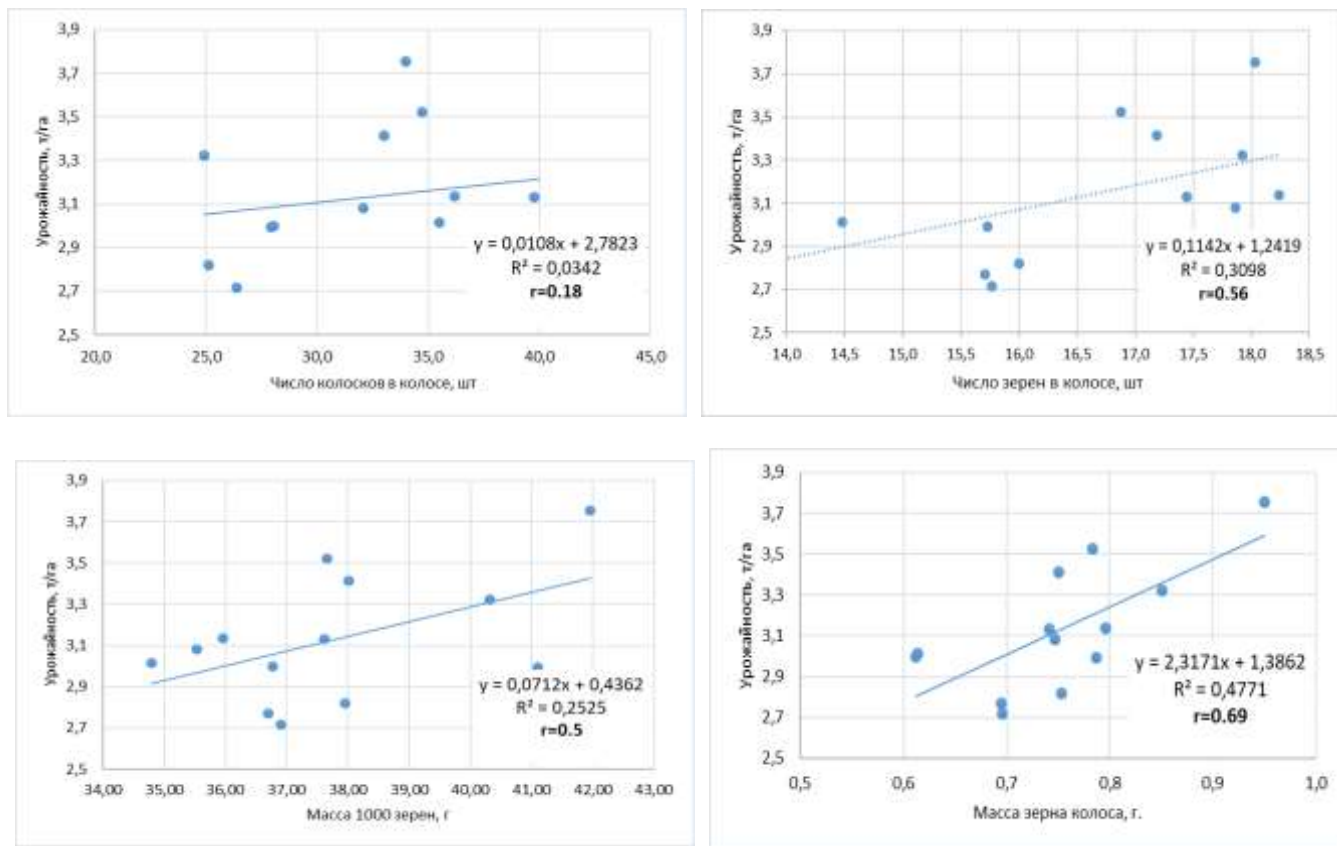 3,9
3,7
3,5
3,3
3,1
2,9
2,7
2,5
Урожайность, т/га
y = 0,0108x + 2,7823
R² = 0,0342
r=0.18
20,0 25,0 30,0 35,0 40,0 45,0
Число колосков в колосе, шт
3,9
3,7
3,5
3,3
3,1
2,9
2,7
2,5
Урожайность, т/га
y = 0,1142x + 1,2419
R² = 0,3098
r=0.56
14,0 14,5 15,0 15,5 16,0 16,5 17,0 17,5 18,0 18,5
Число зерен в колосе, шт
3,9
3,7
3,5
3,3
3,1
2,9
2,7
2,5
Урожайность, т/га
y = 0,0712x + 0,4362
R² = 0,2525
r=0.5
34,00 35,00 36,00 37,00 38,00 39,00 40,00 41,00 42,00 43,00
Масса 1000 зерен, г
3,9
3,7
3,5
3,3
3,1
2,9
2,7
2,5
Урожайность, т/га
y = 2,3171x + 1,3862
R² = 0,4771
r=0.69
0,5 0,6 0,7 0,8 0,9 1,0
Масса зерна колоса, г.